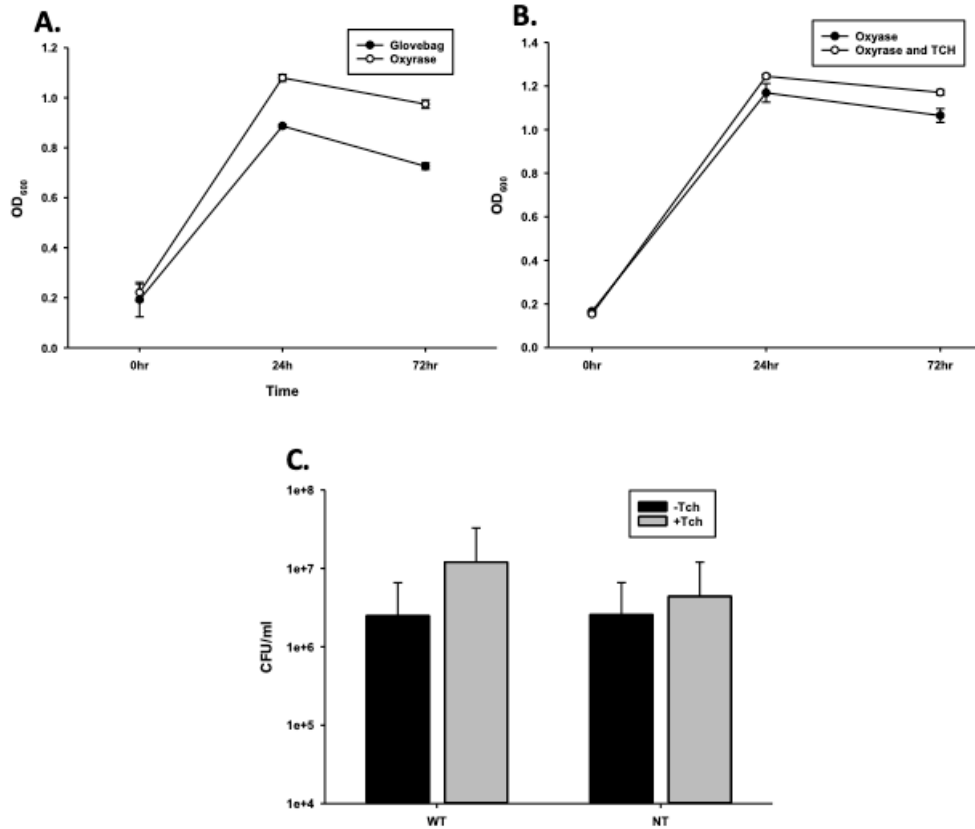 A.
Glovebag
Oxyrase
1.2
1.0
0.8
0.6
0.4
0.2
0.0
OD600
0hr
24h
72hr
Time
B.
Oxyase
Oxyrase and TCH
1.4
1.2
1.0
0.8
0.6
0.4
0.2
0.0
OD600
0hr
24hr
72hr
C.
-Tch
+Tch
1e+8
1e+7
1e+6
1e+5
1e+4
CFU/ml
WT
NT